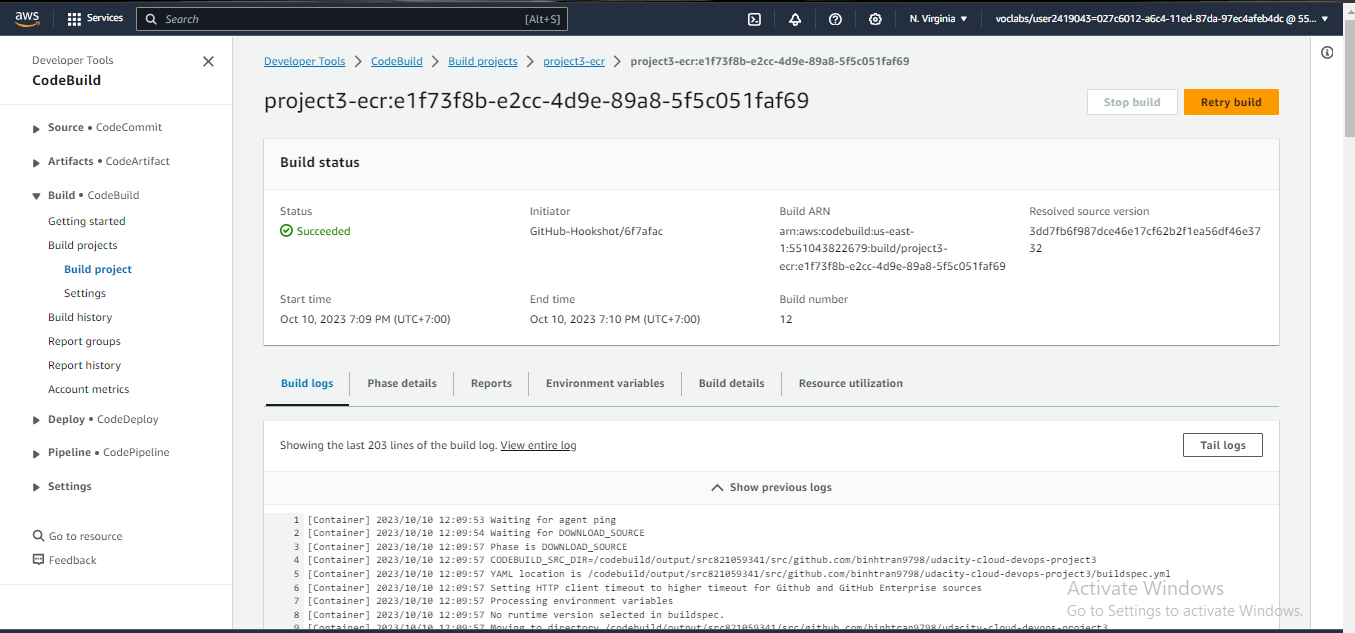 aws
Services
Search
[Alt+S]
N. Virginia ▼
voclabs/user2419043=027c6012-a6c4-11ed-87da-97ec4afeb4dc @ 55... ▼
Developer Tools
CodeBuild
Source • CodeCommit
Artifacts • CodeArtifact
Build • CodeBuild
Getting started
Build projects
Build project
Settings
Build history
Report groups
Report history
Account metrics
Deploy • CodeDeploy
Pipeline • CodePipeline
Settings
Go to resource
Feedback
Developer Tools > CodeBuild > Build projects > project3-ecr > project3-ecr:e1f73f8b-e2cc-4d9e-89a8-5f5c051faf69
project3-ecr:e1f73f8b-e2cc-4d9e-89a8-5f5c051faf69
Stop build
Retry build
Build status
Status
Succeeded
Initiator
GitHub-Hookshot/6f7afac
Build ARN
arn:aws:codebuild:us-east-
1:551043822679:build/project3-
ecr:e1f73f8b-e2cc-4d9e-89a8-5f5c051faf69
Resolved source version
3dd7fb6f987dce46e17cf62b2f1ea56df46e37
32
Start time
Oct 10, 2023 7:09 PM (UTC+7:00)
End time
Oct 10, 2023 7:10 PM (UTC+7:00)
Build number
12
Build logs
Phase details
Reports
Environment variables
Build details
Resource utilization
Showing the last 203 lines of the build log. View entire log
Tail logs
Show previous logs
1 [Container] 2023/10/10 12:09:53 Waiting for agent ping
2 [Container] 2023/10/10 12:09:54 Waiting for DOWNLOAD_SOURCE
3 [Container] 2023/10/10 12:09:57 Phase is DOWNLOAD_SOURCE
4 [Container] 2023/10/10 12:09:57 CODEBUILD_SRC_DIR=/codebuild/output/src821059341/src/github.com/binhtran9798/udacity-cloud-devops-project3
5 [Container] 2023/10/10 12:09:57 YAML location is /codebuild/output/src821059341/src/github.com/binhtran9798/udacity-cloud-devops-project3/buildspec.yml
6 [Container] 2023/10/10 12:09:57 Setting HTTP client timeout to higher timeout for Github and GitHub Enterprise sources
7 [Container] 2023/10/10 12:09:57 Processing environment variables
8 [Container] 2023/10/10 12:09:57 No runtime version selected in buildspec.
9 [Container] 2023/10/10 12:09:57 Moving to directory /codebuild/output/src821059341/src/github.com/binhtran9798/udacity-cloud-devops-project3
Activate Windows
Go to Settings to activate Windows.